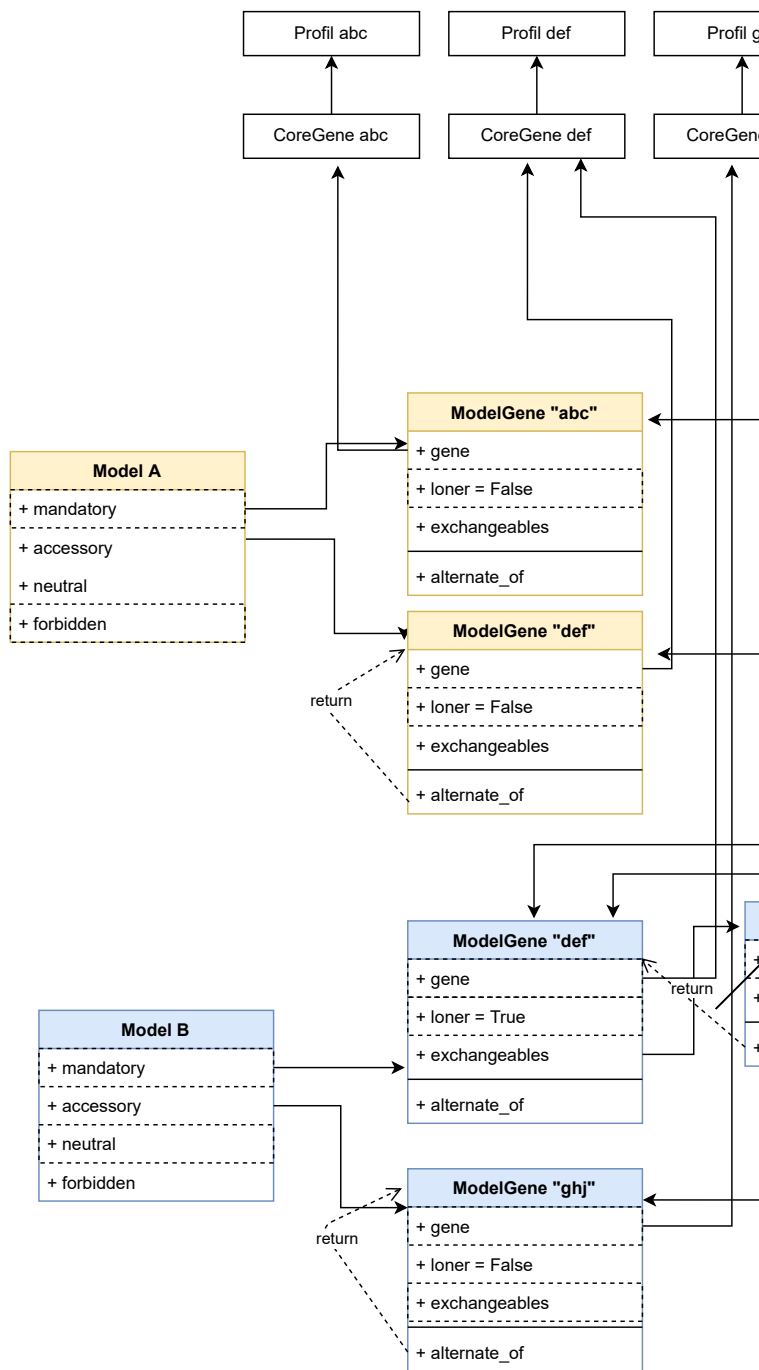 Profil abc
Profil def
Profil g
CoreGene abc
CoreGene def
CoreGene
ModelGene "abc"
+ gene
+ loner = False
+ exchangeables
+ alternate_of
Model A
+ mandatory
+ accessory
+ neutral
+ forbidden
ModelGene "def"
+ gene
+ loner = False
+ exchangeables
+ alternate_of
return
ModelGene "def"
+ gene
+ loner = True
+ exchangeables
+ alternate_of
return
+
+
+
Model B
+ mandatory
+ accessory
+ neutral
+ forbidden
ModelGene "ghj"
+ gene
+ loner = False
+ exchangeables
+ alternate_of
return